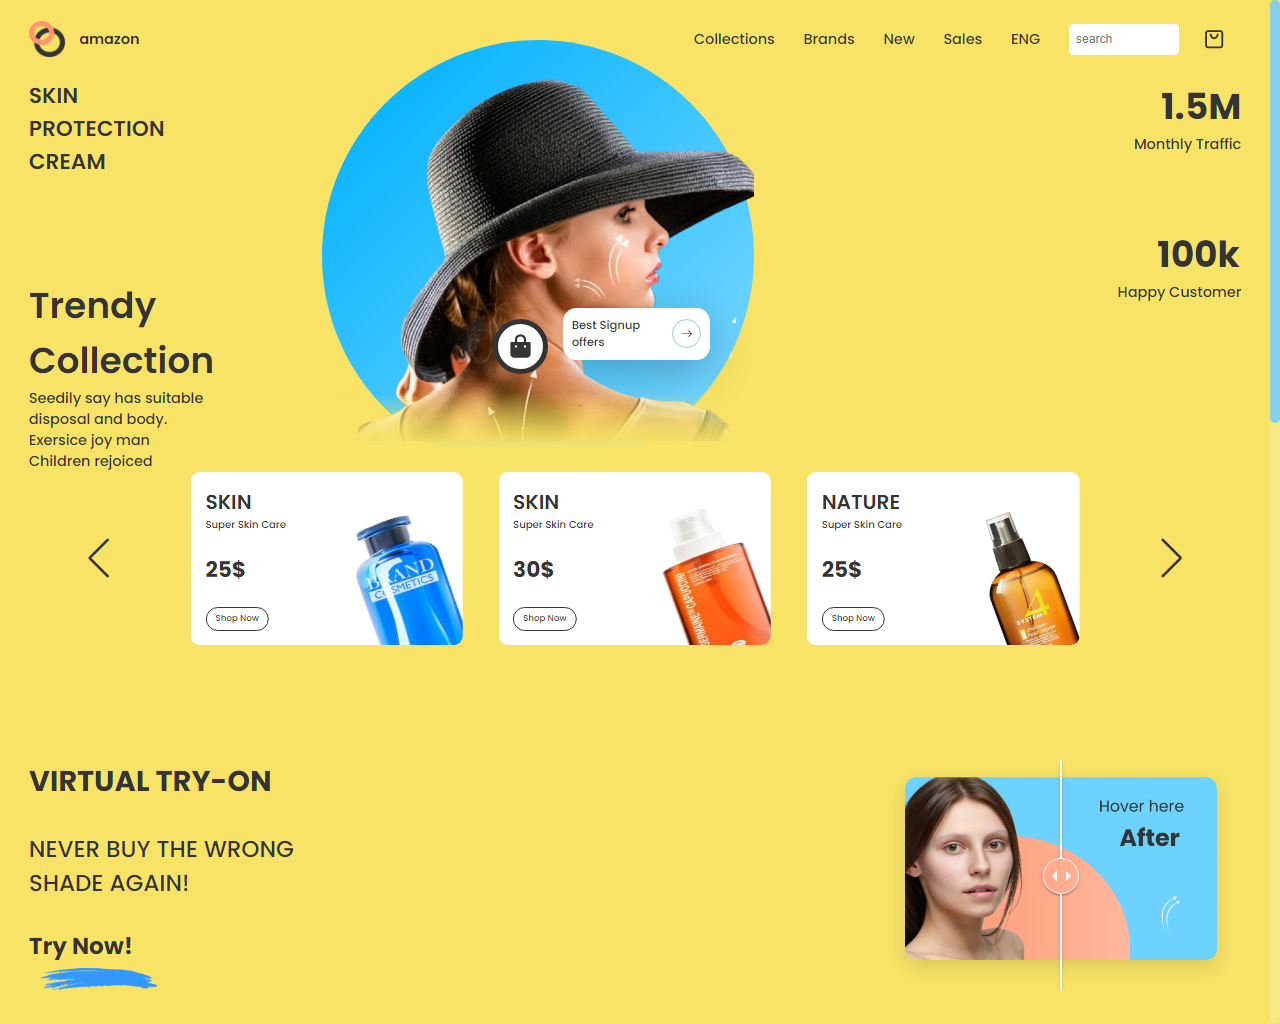 amazon
Collections
Brands
New
Sales
ENG
search
SKIN
PROTECTION
CREAM
1.5M
Monthly Traffic
100k
Happy Customer
Trendy
Collection
Seedily say has suitable
disposal and body.
Exersice joy man
Children rejoiced
Best Signup
offers
SKIN
Super Skin Care
25$
Shop Now
BRAND
COSMETICS
SKIN
Super Skin Care
30$
Shop Now
NATURE
Super Skin Care
25$
Shop Now
SYSTEM 4
VIRTUAL TRY-ON
NEVER BUY THE WRONG
SHADE AGAIN!
Try Now!
Hover here
After